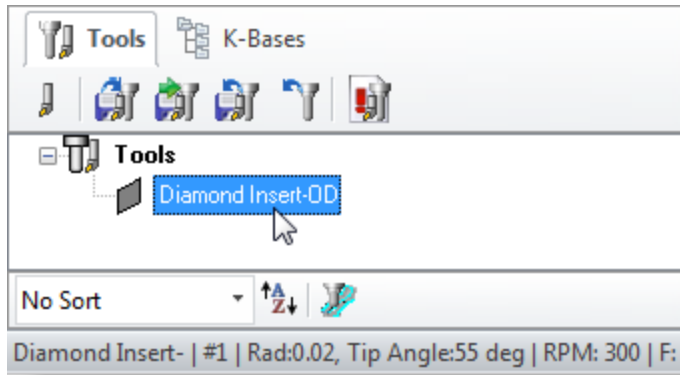 Tools K-Bases
Tools
Diamond Insert-OD
No Sort A Z
Diamond Insert- | #1 | Rad:0.02, Tip Angle:55 deg | RPM: 300 | F: